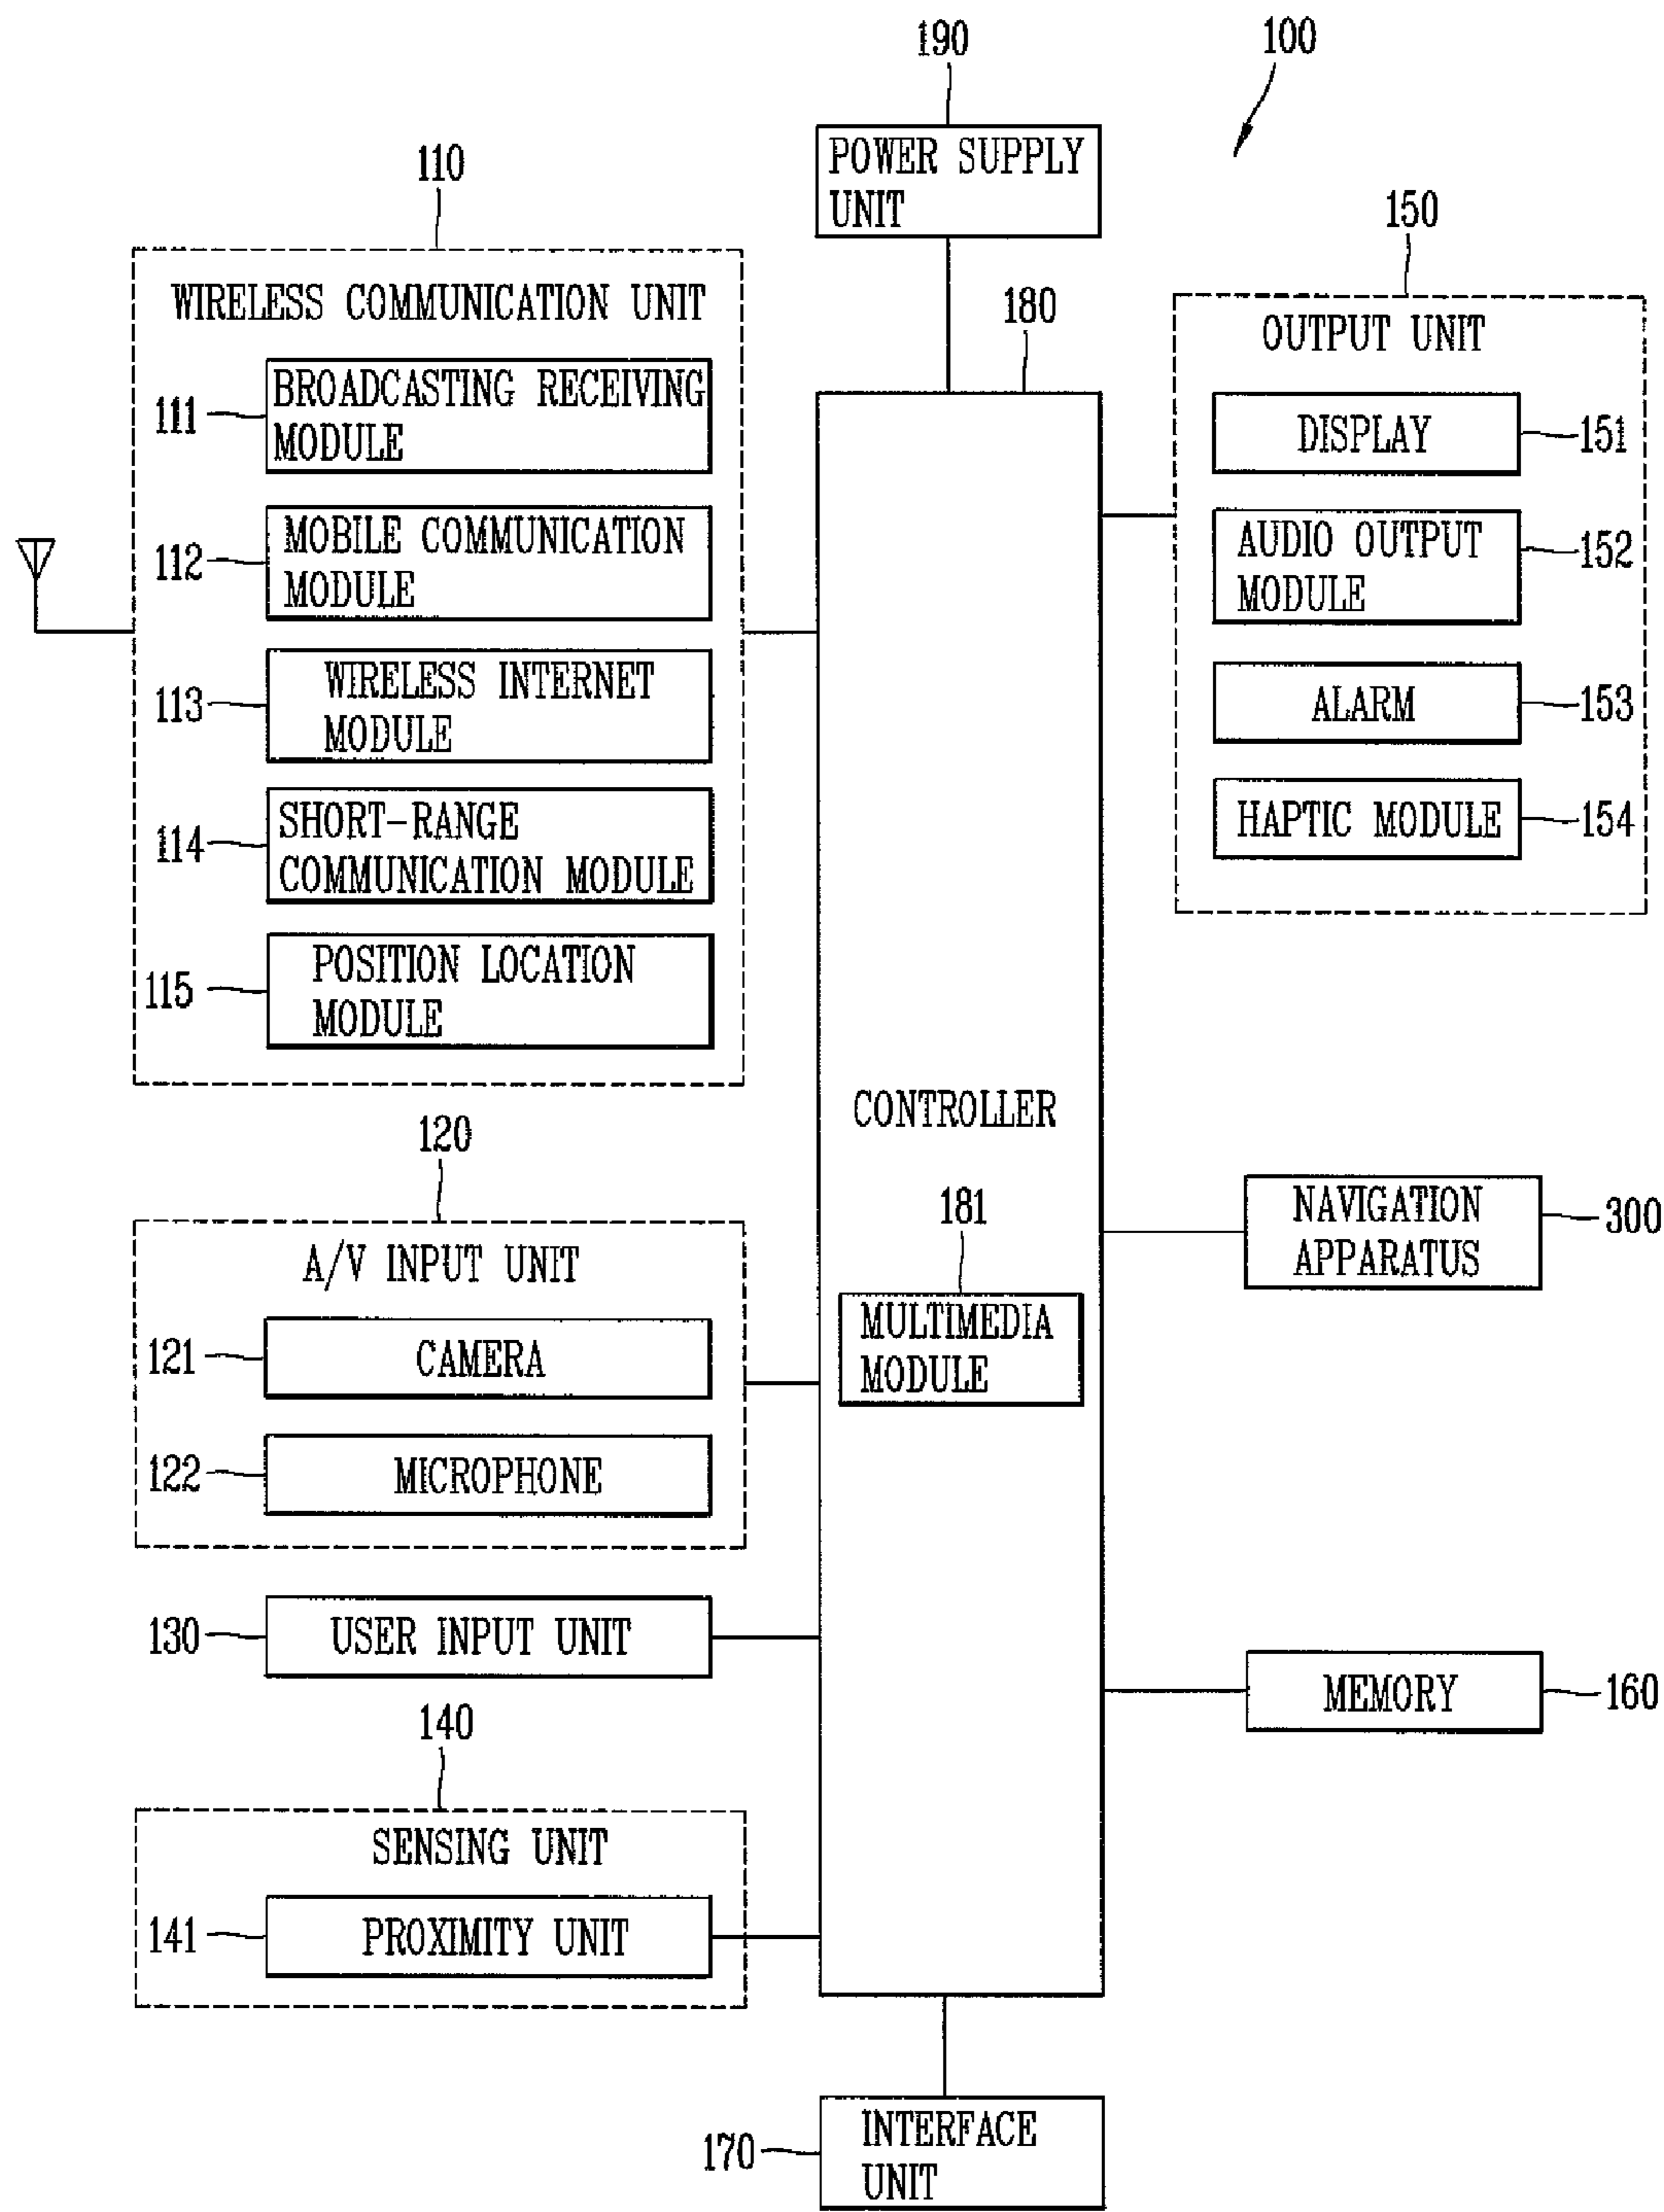 100
190
POWER SUPPLY
UNIT
110
WIRELESS COMMUNICATION UNIT
111
BROADCASTING RECEIVING
MODULE
112
MOBILE COMMUNICATION
MODULE
113
WIRELESS INTERNET
MODULE
114
SHORT-RANGE
COMMUNICATION MODULE
115
POSITION LOCATION
MODULE
120
A/V INPUT UNIT
121
CAMERA
122
MICROPHONE
130
USER INPUT UNIT
140
SENSING UNIT
141
PROXIMITY UNIT
180
CONTROLLER
181
MULTIMEDIA
MODULE
150
OUTPUT UNIT
DISPLAY
151
AUDIO OUTPUT
MODULE
152
ALARM
153
HAPTIC MODULE
154
NAVIGATION
APPARATUS
300
MEMORY
160
170
INTERFACE
UNIT